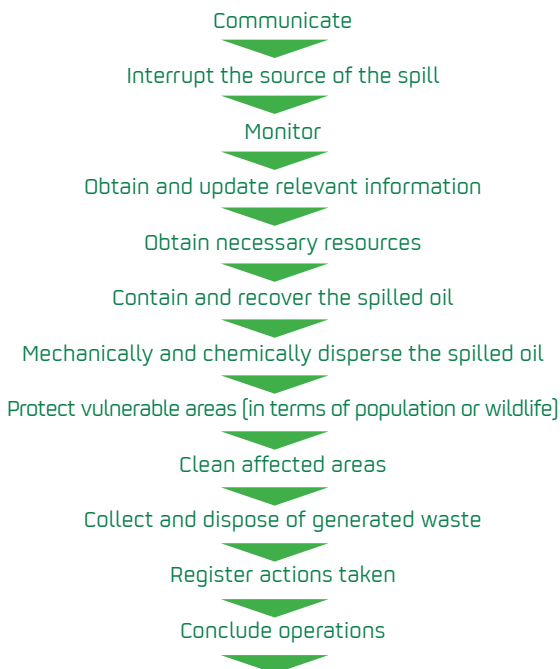 Communicate
Interrupt the source of the spill
Monitor
Obtain and update relevant information
Obtain necessary resources
Contain and recover the spilled oil
Mechanically and chemically disperse the spilled oil
Protect vulnerable areas (in terms of population or wildlife)
Clean affected areas
Collect and dispose of generated waste
Register actions taken
Conclude operations